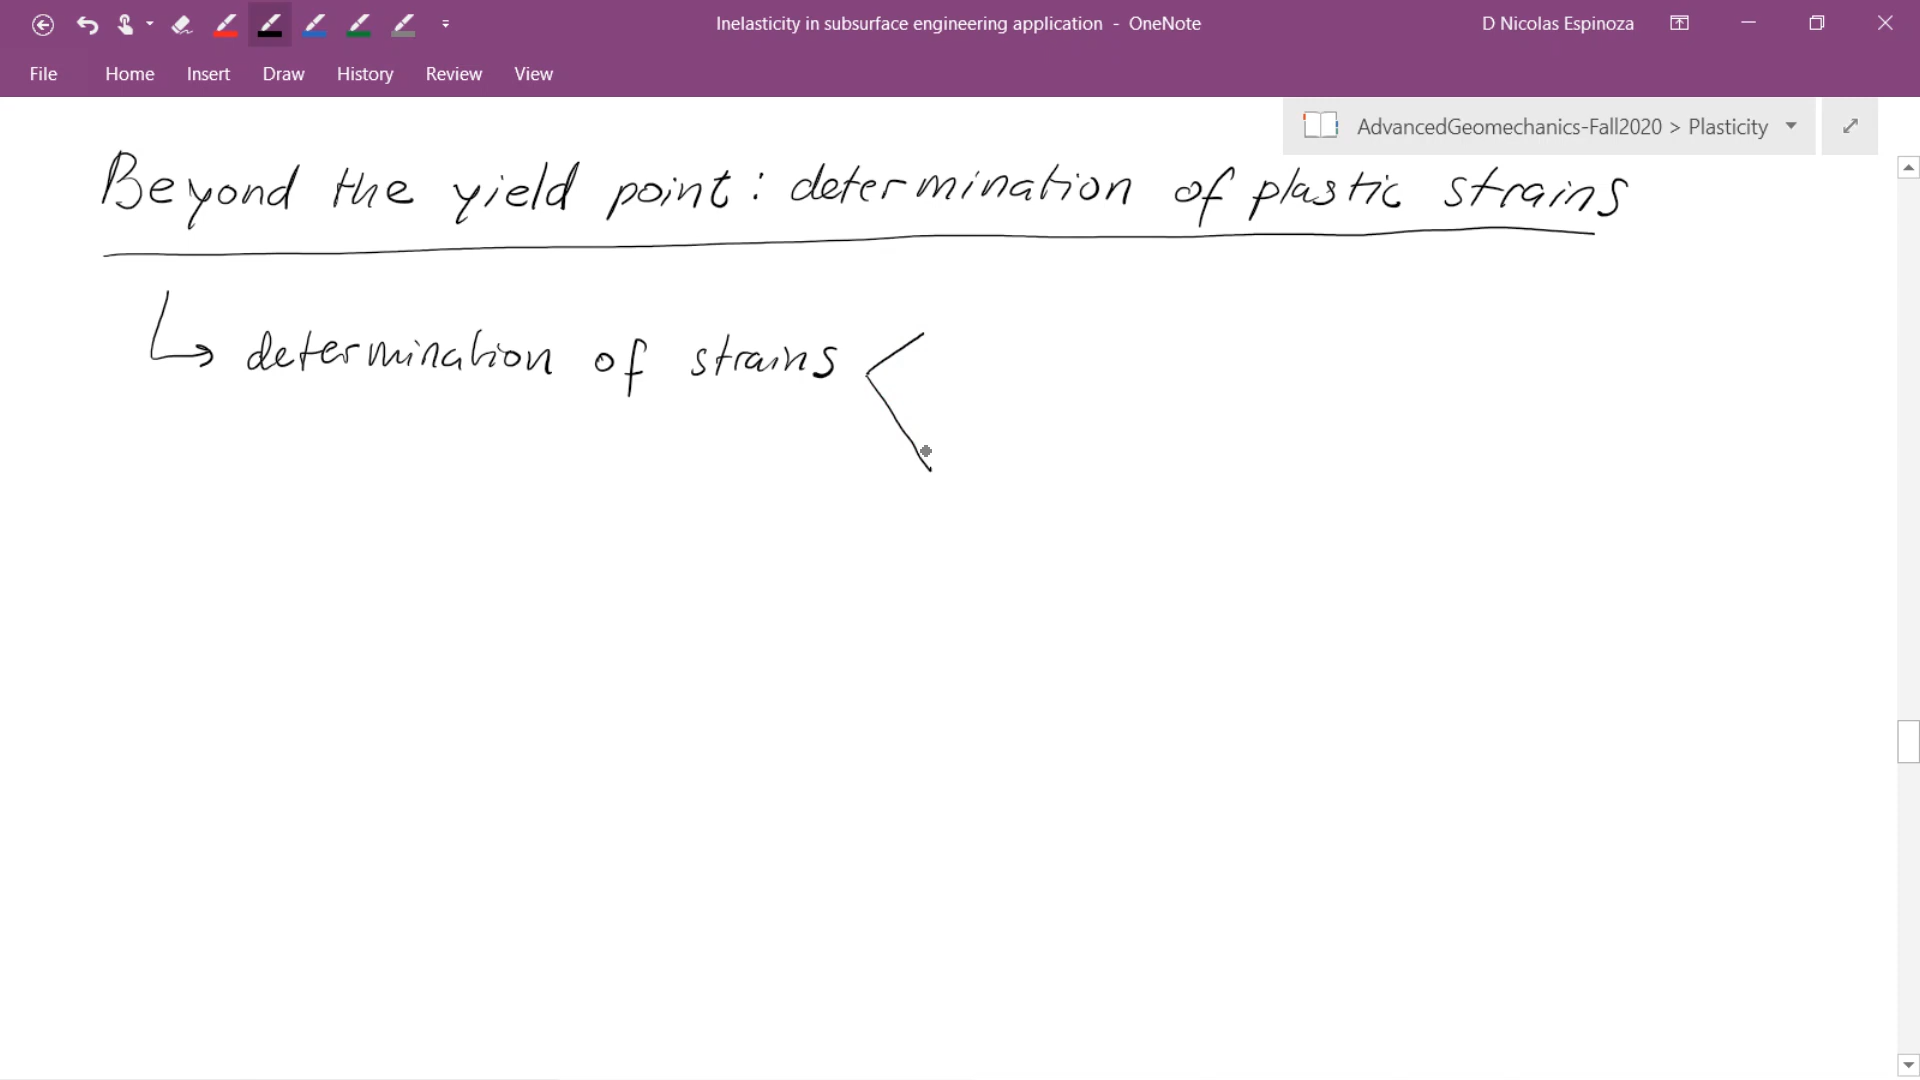 Inelasticity in subsurface engineering application - OneNote
D Nicolas Espinoza
File Home Insert Draw History Review View
AdvancedGeomechanics-Fall2020 > Plasticity
Beyond the yield point: determination of plastic strains
determination of strains